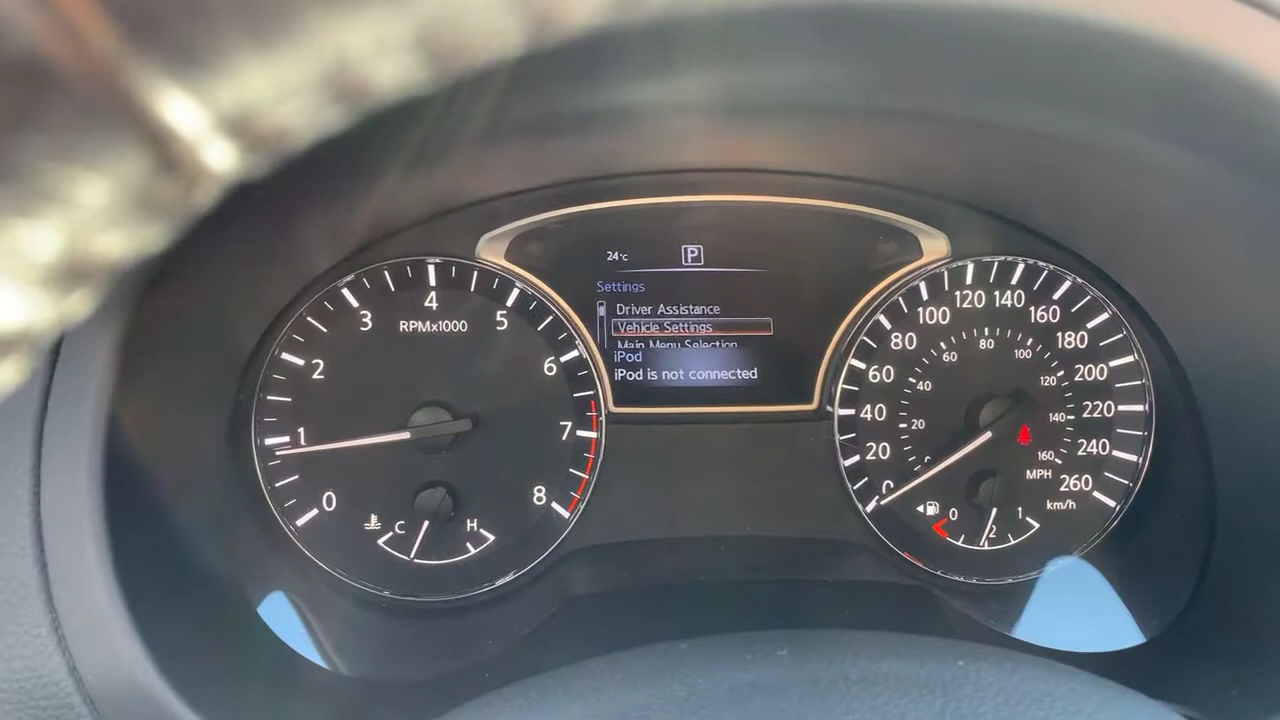 24°C P
Settings
Driver Assistance
Vehicle Settings
Main Menu Selection
iPod
iPod is not connected
0 1 2 3 4 5 6 7 8
RPMx1000
C H
0 20 40 60 80 100 120 140 160 180 200 220 240 260
km/h
0 20 40 60 80 100 120 140 160
MPH
0 1/2 1